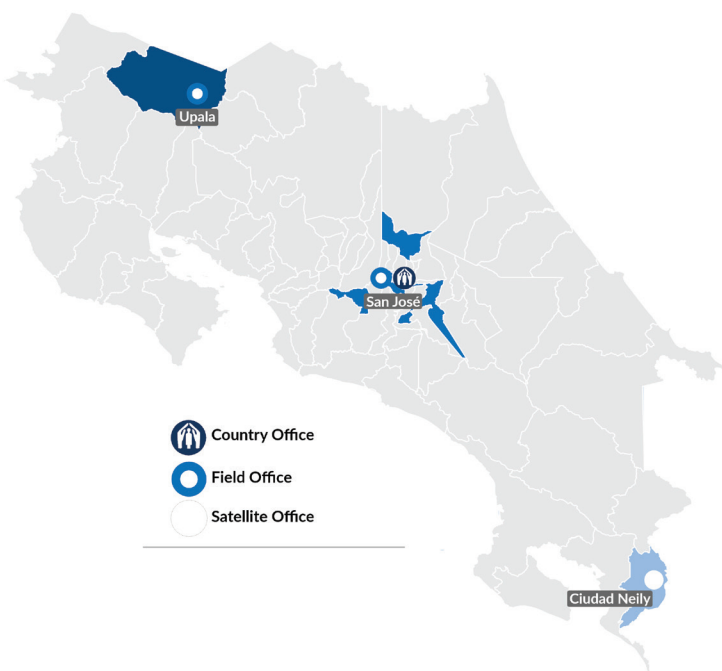 Upala
San José
Country Office
Field Office
Satellite Office
Ciudad Neily